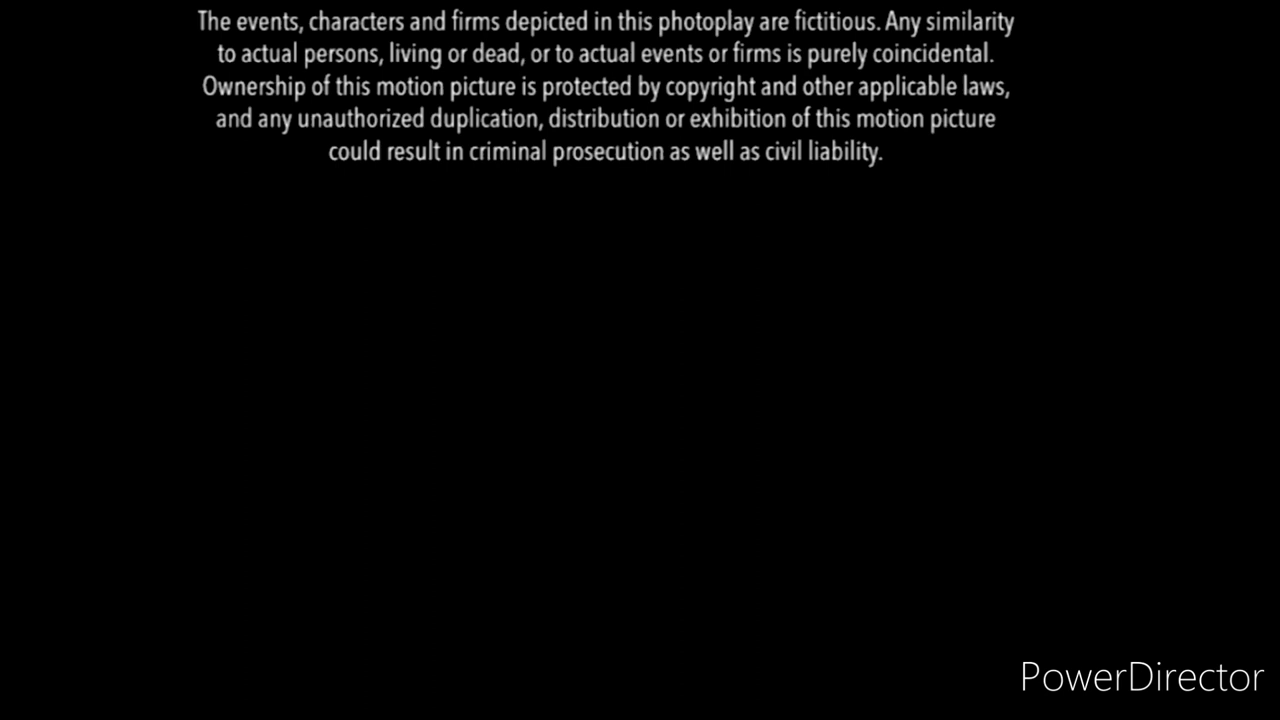 The events, characters and firms depicted in this photoplay are fictitious. Any similarity
to actual persons, living or dead, or to actual events or firms is purely coincidental.
Ownership of this motion picture is protected by copyright and other applicable laws,
and any unauthorized duplication, distribution or exhibition of this motion picture
could result in criminal prosecution as well as civil liability.
PowerDirector